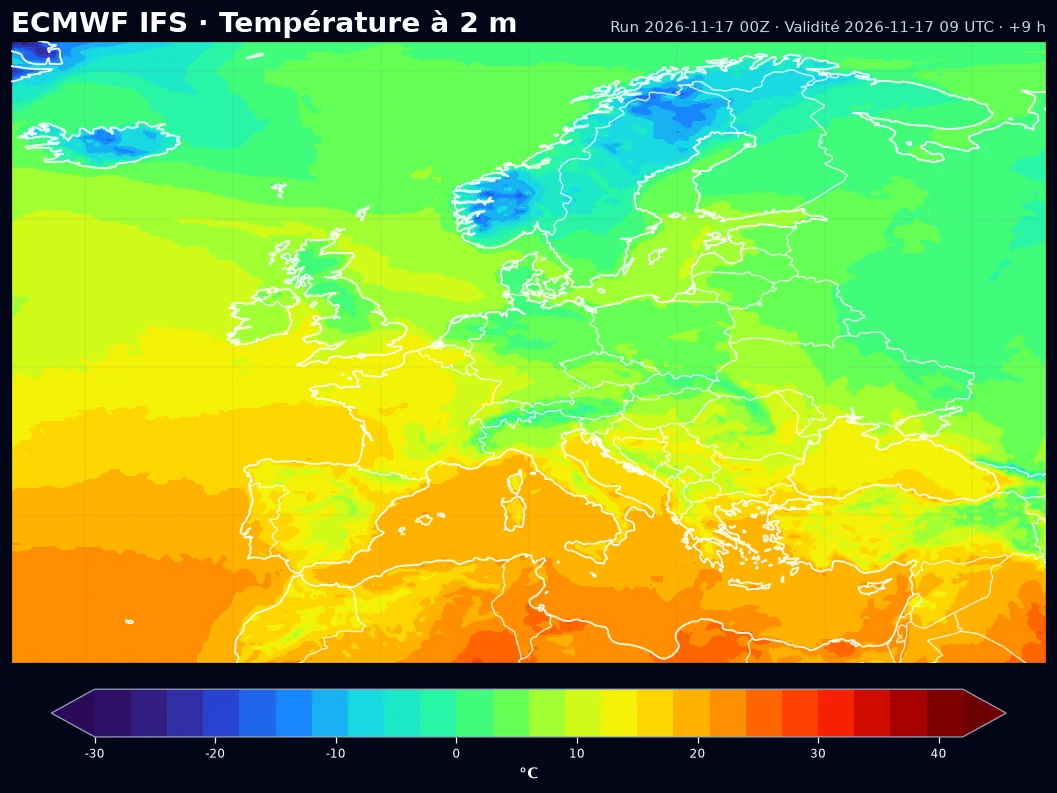 ECMWF IFS · Température à 2 m
Run 2026-11-17 00Z · Validité 2026-11-17 09 UTC · +9 h
-30 -20 -10 0 10 20 30 40
°C